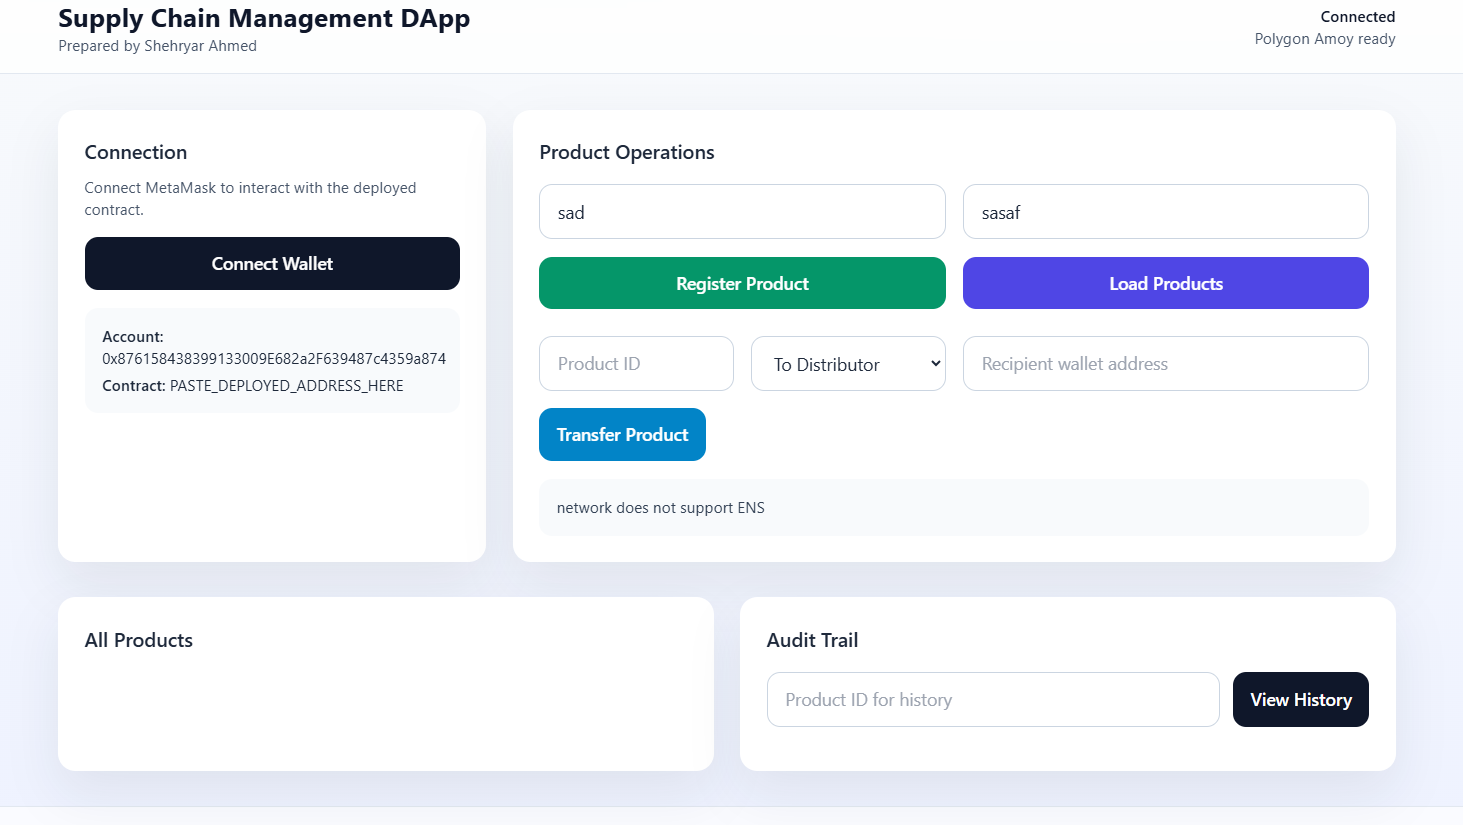 Supply Chain Management DApp
Prepared by Shehryar Ahmed
Connected
Polygon Amoy ready
Connection
Connect MetaMask to interact with the deployed
contract.
Connect Wallet
Account:
0x876158438399133009E682a2F639487c4359a874
Contract: PASTE_DEPLOYED_ADDRESS_HERE
Product Operations
sad
sasaf
Register Product
Load Products
Product ID
To Distributor
Recipient wallet address
Transfer Product
network does not support ENS
All Products
Audit Trail
Product ID for history
View History